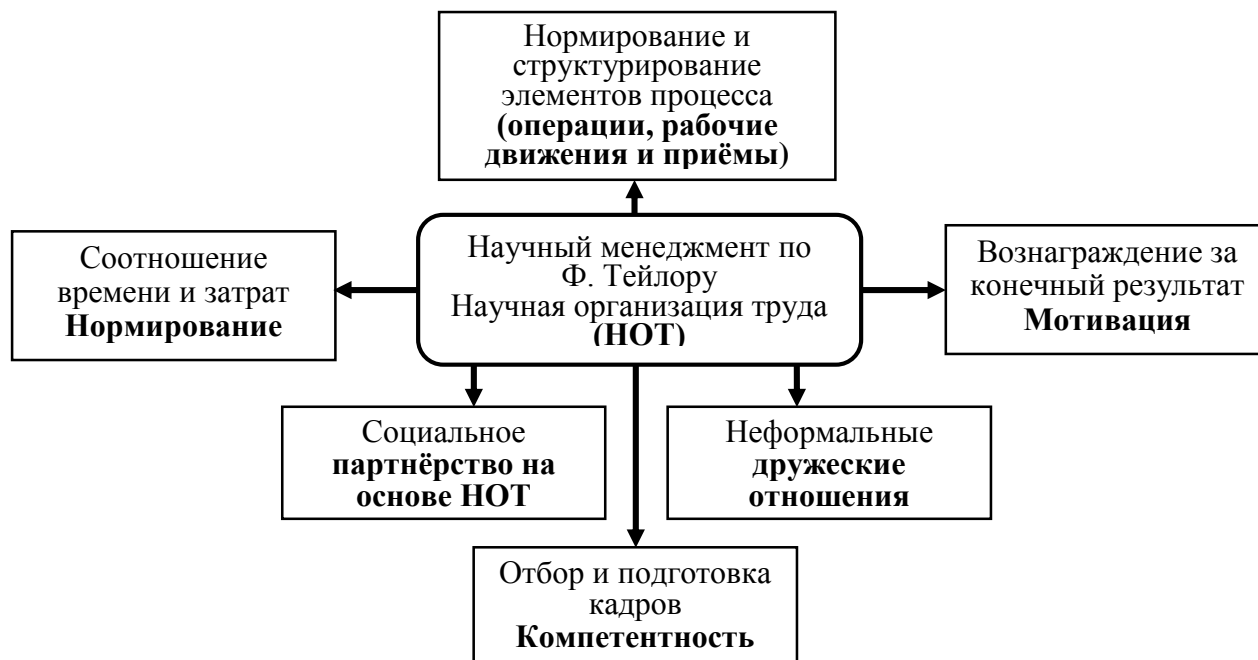 Нормирование и
структурирование
элементов процесса
(операции, рабочие
движения и приёмы)
Соотношение
времени и затрат
Нормирование
Научный менеджмент по
Ф. Тейлору
Научная организация труда
(НОТ)
Вознаграждение за
конечный результат
Мотивация
Социальное
партнёрство на
основе НОТ
Неформальные
дружеские
отношения
Отбор и подготовка
кадров
Компетентность